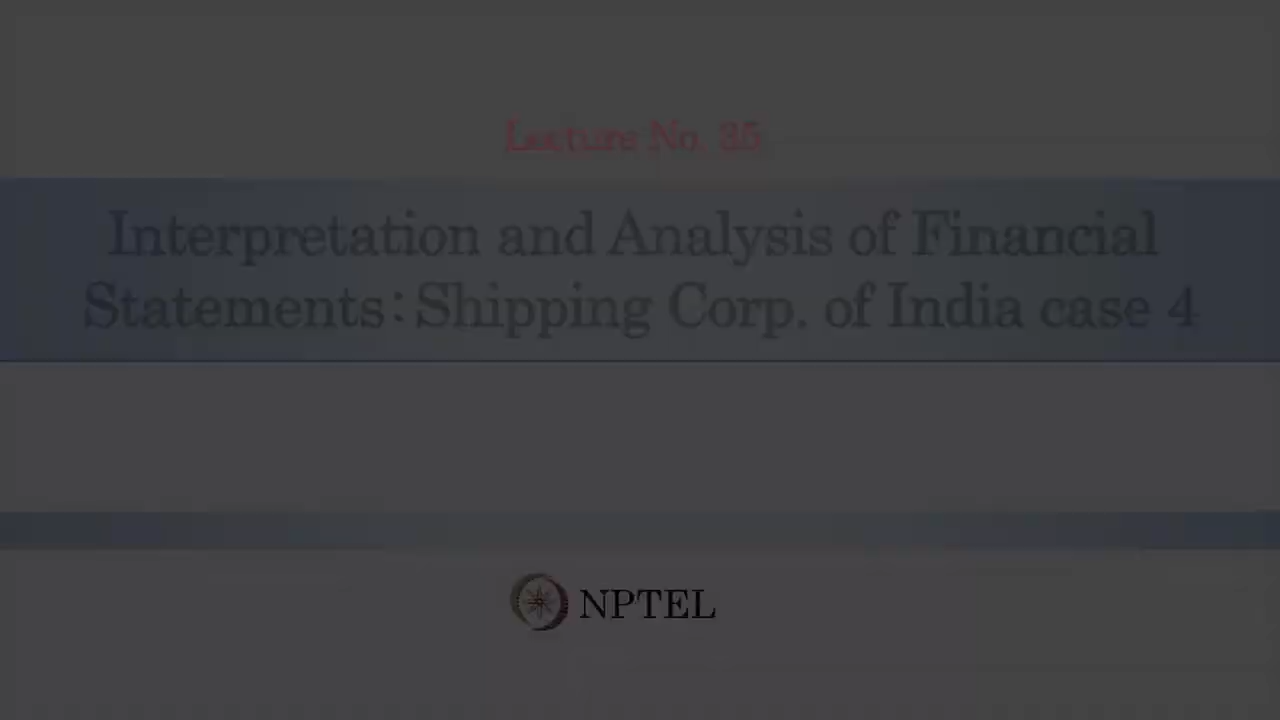 Lecture No. 35
Interpretation and Analysis of Financial
Statements: Shipping Corp. of India case 4
NPTEL